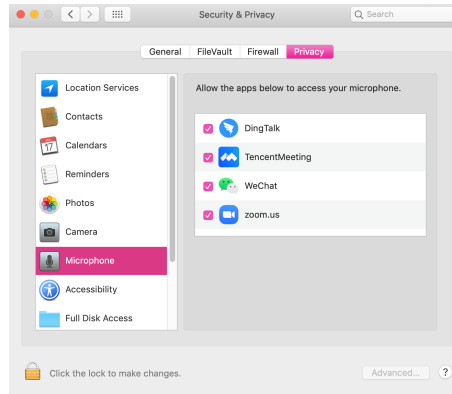 Security & Privacy
Search
General FileVault Firewall Privacy
Location Services
Contacts
17
Calendars
Reminders
Photos
Camera
Microphone
Accessibility
Full Disk Access
Allow the apps below to access your microphone.
DingTalk
TencentMeeting
WeChat
zoom.us
Click the lock to make changes.
Advanced...
?